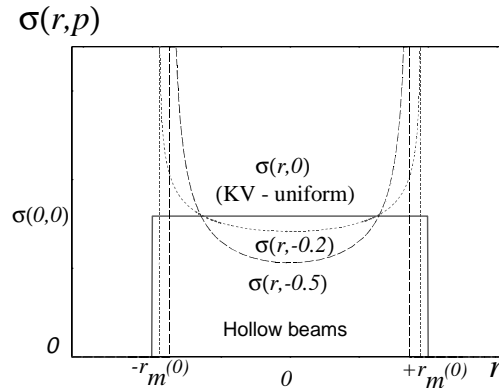 σ(r,p)
σ(r,0)
(KV - uniform)
σ(0,0)
σ(r,-0.2)
σ(r,-0.5)
Hollow beams
0
-r_m^(0) 0 +r_m^(0) r